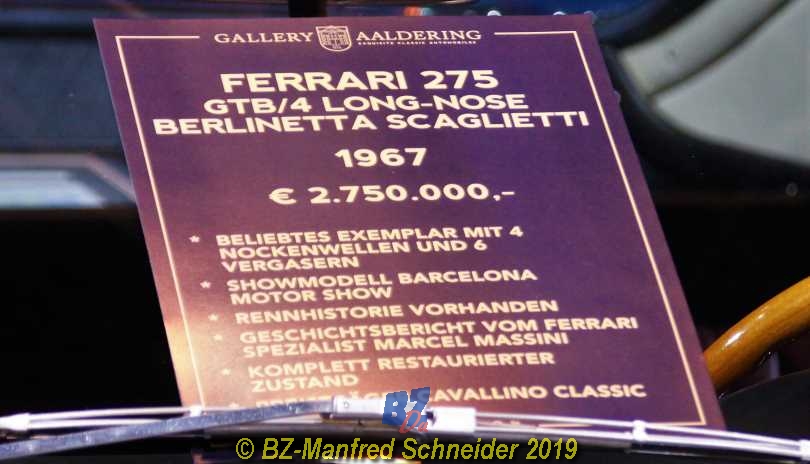 GALLERY AALDERING
EXQUISITE CLASSIC AUTOMOBILES
FERRARI 275
GTB/4 LONG-NOSE
BERLINETTA SCAGLIETTI
1967
€ 2.750.000,-
* BELIEBTES EXEMPLAR MIT 4
NOCKENWELLEN UND 6
VERGASERN
* SHOWMODELL BARCELONA
MOTOR SHOW
* RENNHISTORIE VORHANDEN
* GESCHICHTSBERICHT VOM FERRARI
SPEZIALIST MARCEL MASSINI
* KOMPLETT RESTAURIERTER
ZUSTAND
* CAVALLINO CLASSIC
BZ
© BZ-Manfred Schneider 2019